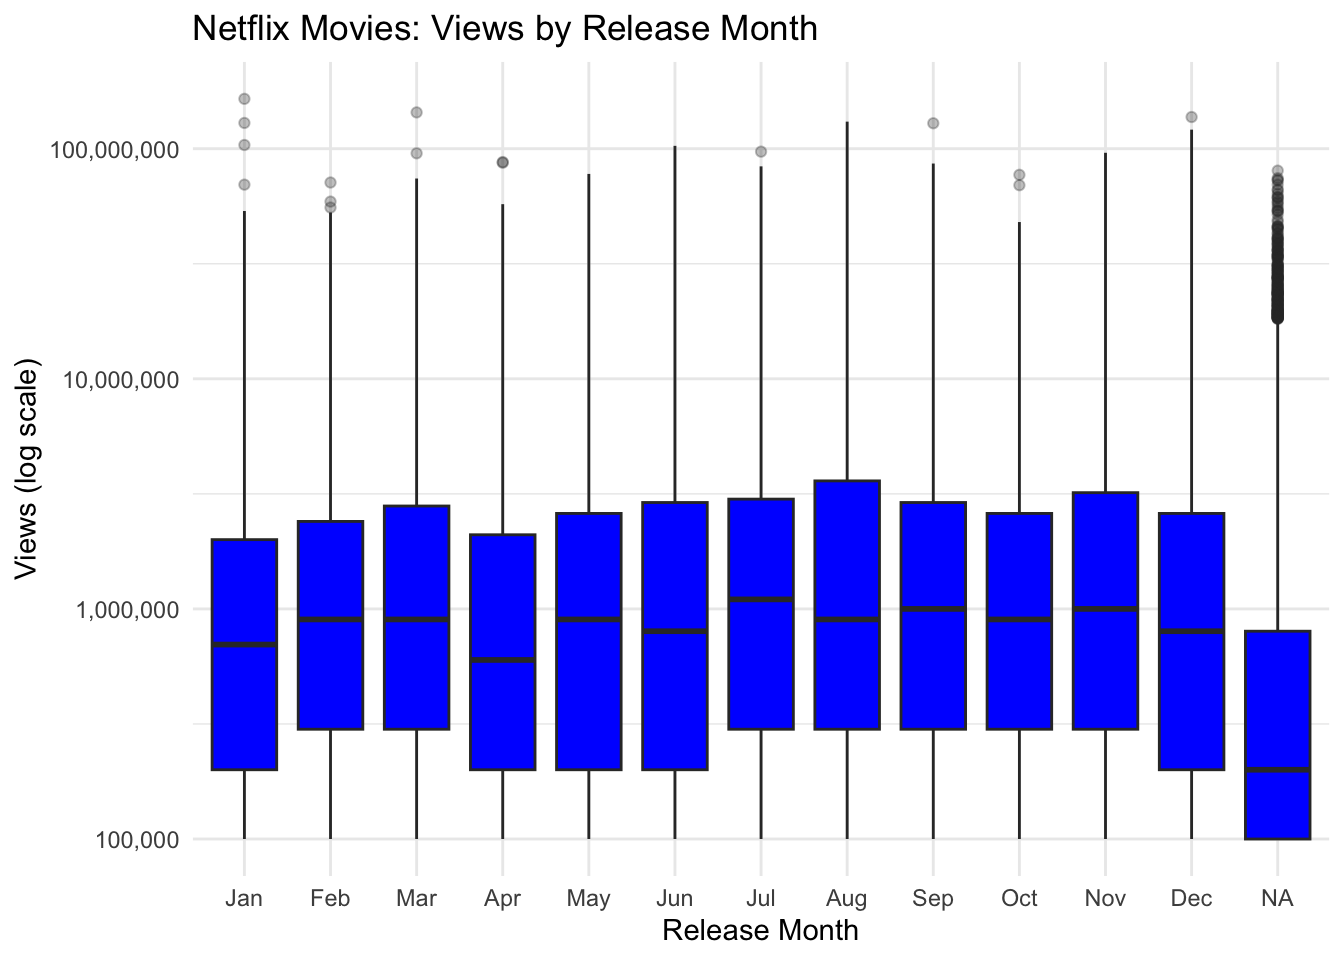 Netflix Movies: Views by Release Month
Views (log scale)
100,000,000
10,000,000
1,000,000
100,000
Jan Feb Mar Apr May Jun Jul Aug Sep Oct Nov Dec NA
Release Month